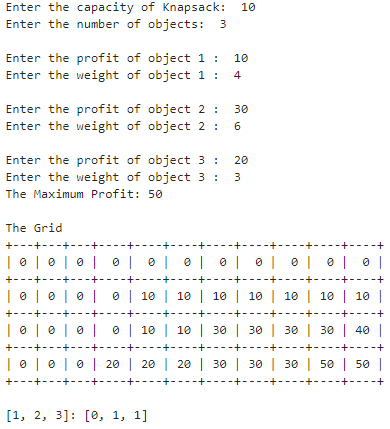 Enter the capacity of Knapsack:  10
Enter the number of objects:  3

Enter the profit of object 1 :  10
Enter the weight of object 1 :  4

Enter the profit of object 2 :  30
Enter the weight of object 2 :  6

Enter the profit of object 3 :  20
Enter the weight of object 3 :  3
The Maximum Profit: 50

The Grid
+---+---+---+----+----+----+----+----+----+----+----+
| 0 | 0 | 0 |  0 |  0 |  0 |  0 |  0 |  0 |  0 |  0 |
+---+---+---+----+----+----+----+----+----+----+----+
| 0 | 0 | 0 |  0 | 10 | 10 | 10 | 10 | 10 | 10 | 10 |
+---+---+---+----+----+----+----+----+----+----+----+
| 0 | 0 | 0 |  0 | 10 | 10 | 30 | 30 | 30 | 30 | 40 |
+---+---+---+----+----+----+----+----+----+----+----+
| 0 | 0 | 0 | 20 | 20 | 20 | 30 | 30 | 30 | 50 | 50 |
+---+---+---+----+----+----+----+----+----+----+----+

[1, 2, 3]: [0, 1, 1]